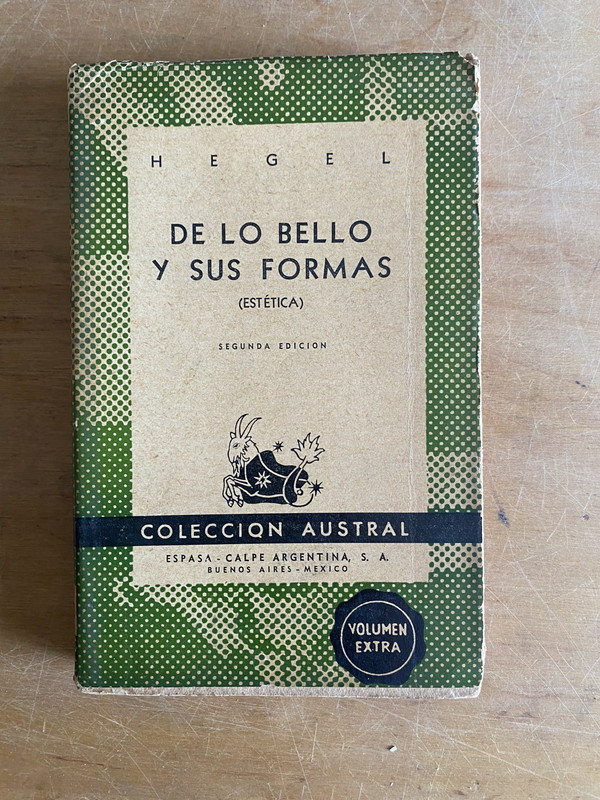 HEGEL
DE LO BELLO
Y SUS FORMAS
(ESTÉTICA)
SEGUNDA EDICION
COLECCION AUSTRAL
ESPASA - CALPE ARGENTINA, S. A.
BUENOS AIRES - MEXICO
VOLUMEN
EXTRA